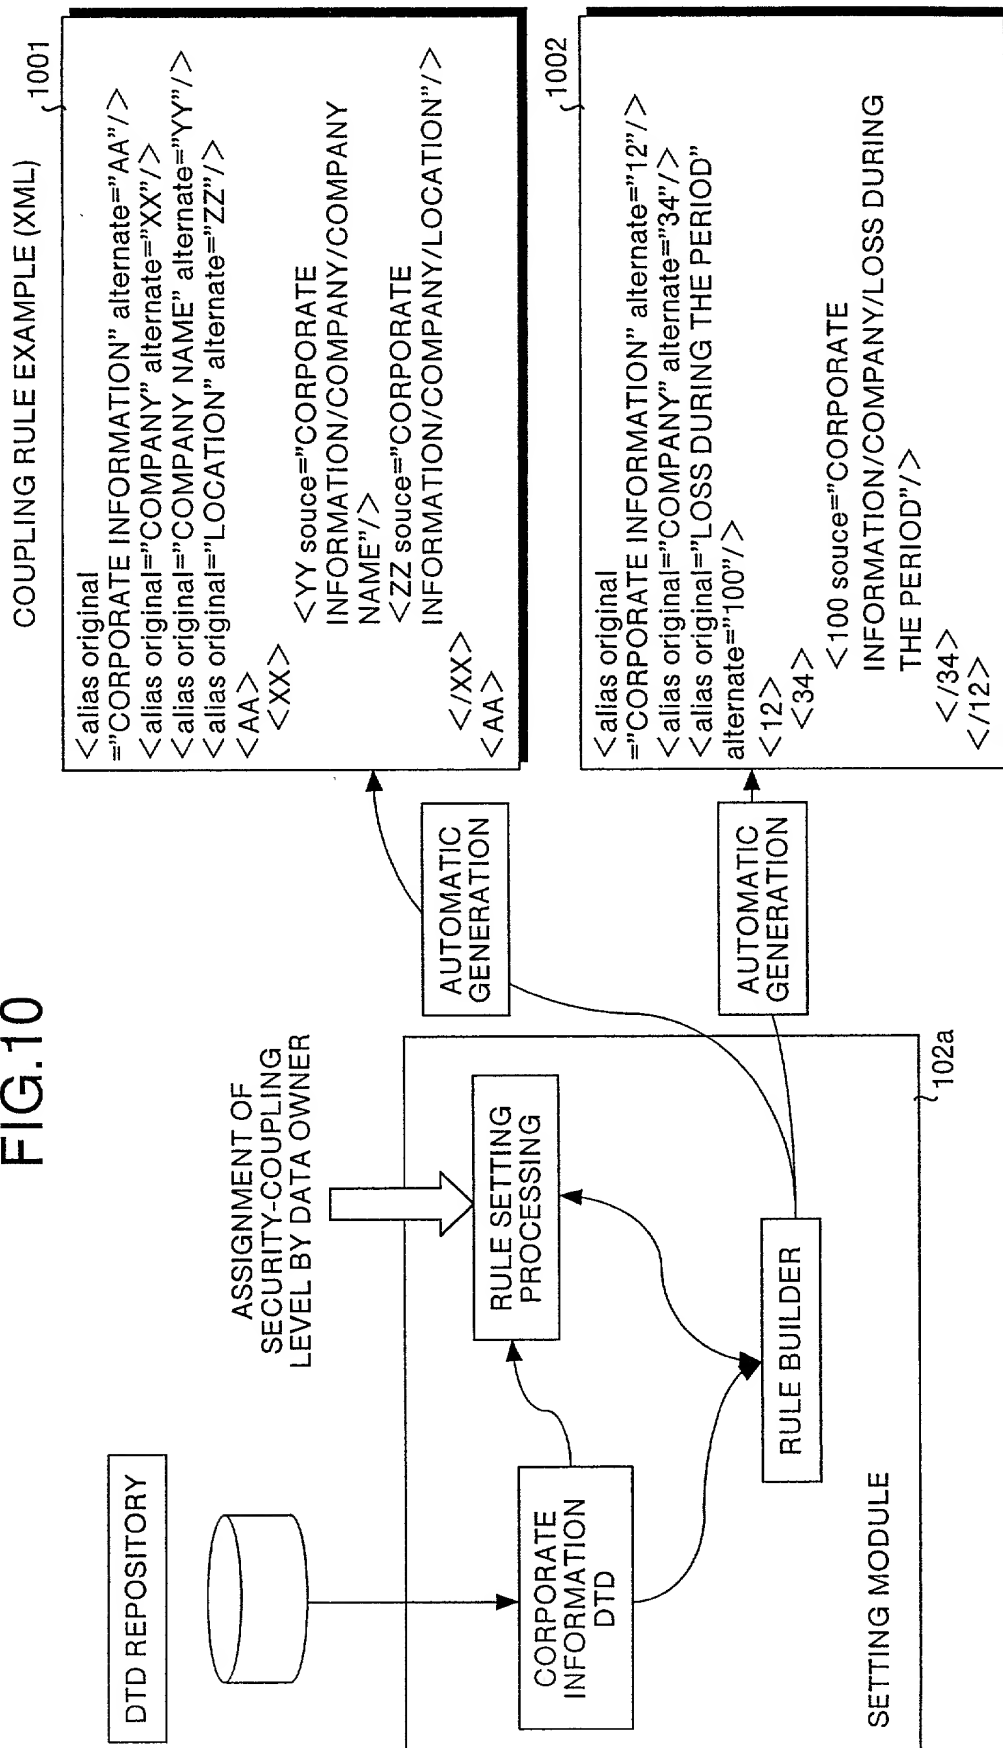 FIG.10
DTD REPOSITORY
ASSIGNMENT OF
SECURITY-COUPLING
LEVEL BY DATA OWNER
CORPORATE
INFORMATION
DTD
RULE SETTING
PROCESSING
RULE BUILDER
SETTING MODULE
102a
AUTOMATIC
GENERATION
AUTOMATIC
GENERATION
COUPLING RULE EXAMPLE (XML)
1001
<alias original
="CORPORATE INFORMATION" alternate="AA"/>
<alias original="COMPANY" alternate="XX"/>
<alias original="COMPANY NAME" alternate="YY"/>
<alias original="LOCATION" alternate="ZZ"/>
<AA>
<XX>
<YY souce="CORPORATE
INFORMATION/COMPANY/COMPANY
NAME"/>
<ZZ souce="CORPORATE
INFORMATION/COMPANY/LOCATION"/>
</XX>
<AA>
1002
<alias original
="CORPORATE INFORMATION" alternate="12"/>
<alias original="COMPANY" alternate="34"/>
<alias original="LOSS DURING THE PERIOD"
alternate="100"/>
<12>
<34>
<100 souce="CORPORATE
INFORMATION/COMPANY/LOSS DURING
THE PERIOD"/>
</34>
</12>